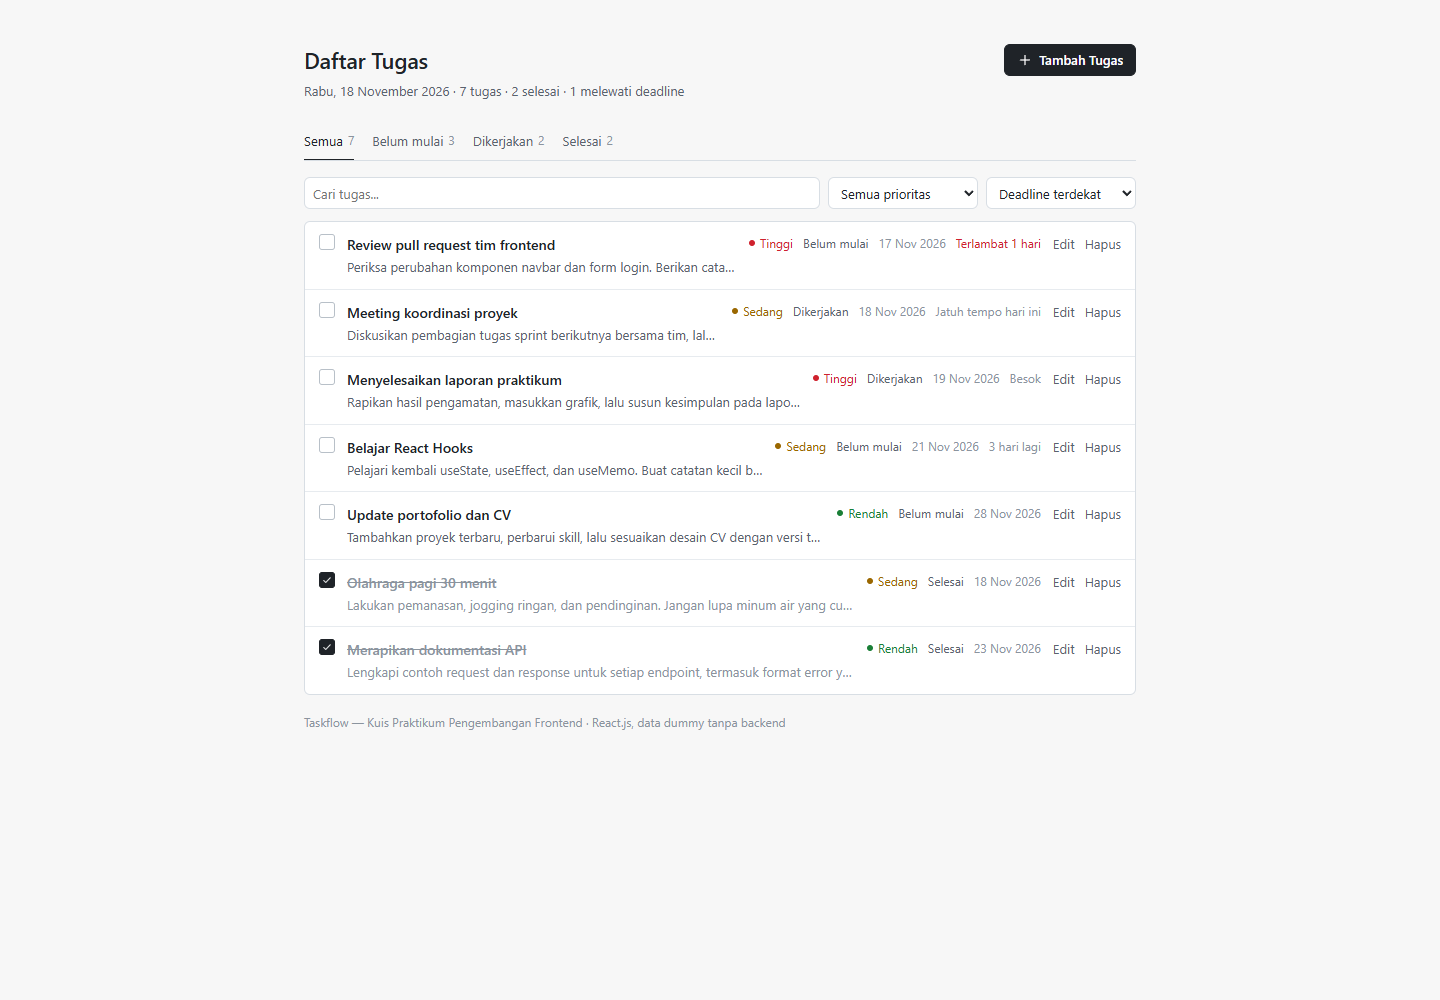 Daftar Tugas
+ Tambah Tugas
Rabu, 18 November 2026 · 7 tugas · 2 selesai · 1 melewati deadline
Semua 7 Belum mulai 3 Dikerjakan 2 Selesai 2
Cari tugas... Semua prioritas Deadline terdekat
Review pull request tim frontend Tinggi Belum mulai 17 Nov 2026 Terlambat 1 hari Edit Hapus
Periksa perubahan komponen navbar dan form login. Berikan cata...
Meeting koordinasi proyek Sedang Dikerjakan 18 Nov 2026 Jatuh tempo hari ini Edit Hapus
Diskusikan pembagian tugas sprint berikutnya bersama tim, lal...
Menyelesaikan laporan praktikum Tinggi Dikerjakan 19 Nov 2026 Besok Edit Hapus
Rapikan hasil pengamatan, masukkan grafik, lalu susun kesimpulan pada lapo...
Belajar React Hooks Sedang Belum mulai 21 Nov 2026 3 hari lagi Edit Hapus
Pelajari kembali useState, useEffect, dan useMemo. Buat catatan kecil b...
Update portofolio dan CV Rendah Belum mulai 28 Nov 2026 Edit Hapus
Tambahkan proyek terbaru, perbarui skill, lalu sesuaikan desain CV dengan versi t...
Olahraga pagi 30 menit Sedang Selesai 18 Nov 2026 Edit Hapus
Lakukan pemanasan, jogging ringan, dan pendinginan. Jangan lupa minum air yang cu...
Merapikan dokumentasi API Rendah Selesai 23 Nov 2026 Edit Hapus
Lengkapi contoh request dan response untuk setiap endpoint, termasuk format error y...
Taskflow — Kuis Praktikum Pengembangan Frontend · React.js, data dummy tanpa backend